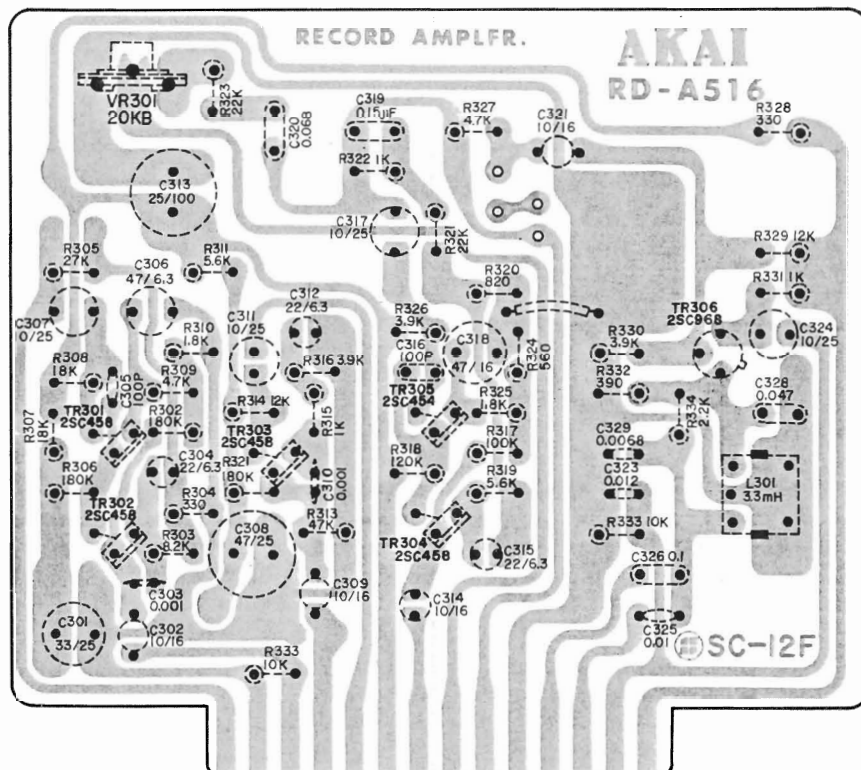 RECORD AMPLFR.
AKAI
RD-A516
VR301
20KB
R323
22K
C320
0.068
C319
0.15µF
R327
4.7K
C321
10/16
R328
330
R322 1K
C313
25/100
C317
10/25
R321
22K
R305
27K
C306
47/6.3
R311
5.6K
R329 12K
R320
820
R331 1K
C307
10/25
C311
10/25
C312
22/6.3
R326
3.9K
C318
47/16
R324
560
R330
3.9K
TR306
2SC968
C324
10/25
R310
1.8K
R308
18K
C305
100P
R309
4.7K
R316 3.9K
C316
100P
R332
390
R334
2.2K
C328
0.047
R307
18K
TR301
2SC458
R302
180K
R314 12K
R315
1K
TR305
2SC454
R325
1.8K
TR303
2SC458
R317
100K
C329
0.0068
R306
180K
C304
22/6.3
R321
180K
C310
0.001
R318
120K
R319
5.6K
C323
0.012
L301
3.3mH
TR302
2SC458
R304
330
R313
47K
R303
8.2K
C308
47/25
TR304
2SC458
C315
22/6.3
R333 10K
C326 0.1
C303
0.001
C309
10/16
C314
10/16
C301
33/25
C302
10/16
C325
0.01
SC-12F
R333
10K